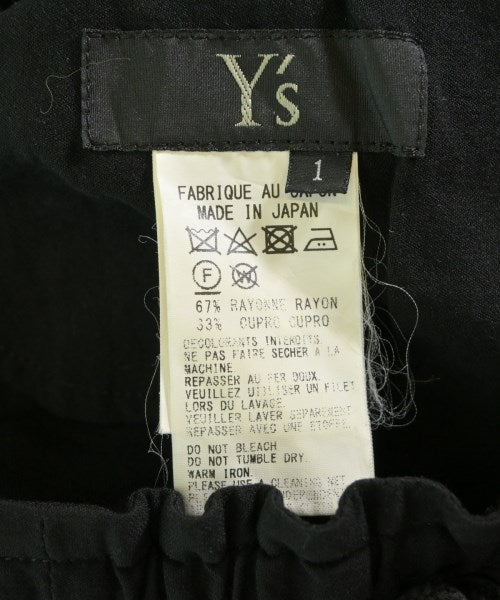 Y's
1
FABRIQUE AU JAPON
MADE IN JAPAN
F
W
67% RAYONNE RAYON
33% CUPRO CUPRO
DECOLORANTS INTERDITS.
NE PAS FAIRE SECHER A LA
MACHINE.
REPASSER AU FER DOUX.
VEUILLEZ UTILISER UN FILET
LORS DU LAVAGE.
VEUILLER LAVER SEPAREMENT
REPASSER AVEC UNE ETOFFE.
DO NOT BLEACH
DO NOT TUMBLE DRY.
WARM IRON.
PLEASE USE A CLEANING NET